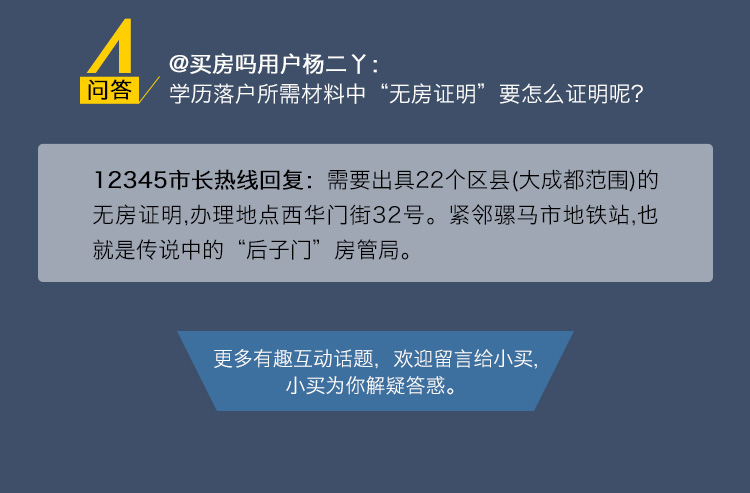 问答
@买房吗用户杨二丫：
学历落户所需材料中“无房证明”要怎么证明呢？
12345市长热线回复：需要出具22个区县(大成都范围)的
无房证明,办理地点西华门街32号。紧邻骡马市地铁站,也
就是传说中的“后子门”房管局。
更多有趣互动话题，欢迎留言给小买,
小买为你解疑答惑。